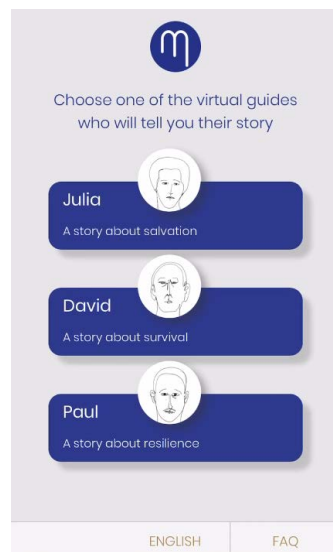 Choose one of the virtual guides
who will tell you their story
Julia
A story about salvation
David
A story about survival
Paul
A story about resilience
ENGLISH
FAQ